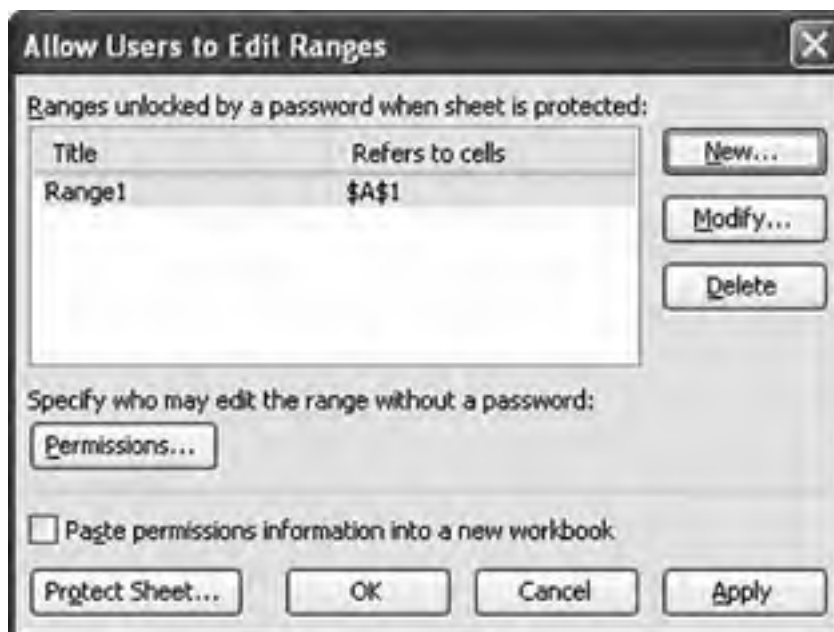 Allow Users to Edit Ranges
Ranges unlocked by a password when sheet is protected:
Title Refers to cells
Range1 $A$1
New...
Modify...
Delete
Specify who may edit the range without a password:
Permissions...
Paste permissions information into a new workbook
Protect Sheet... OK Cancel Apply